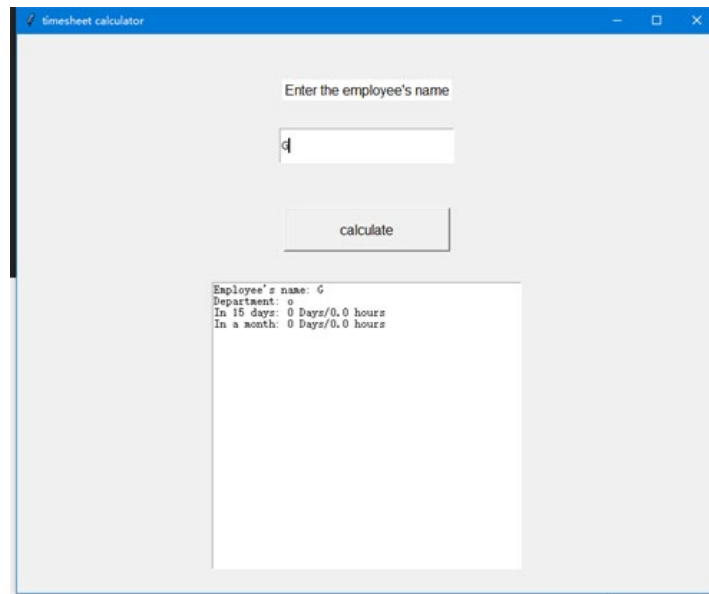 timesheet calculator
Enter the employee's name
G
calculate
Employee's name: G
Department: o
In 15 days: 0 Days/0.0 hours
In a month: 0 Days/0.0 hours